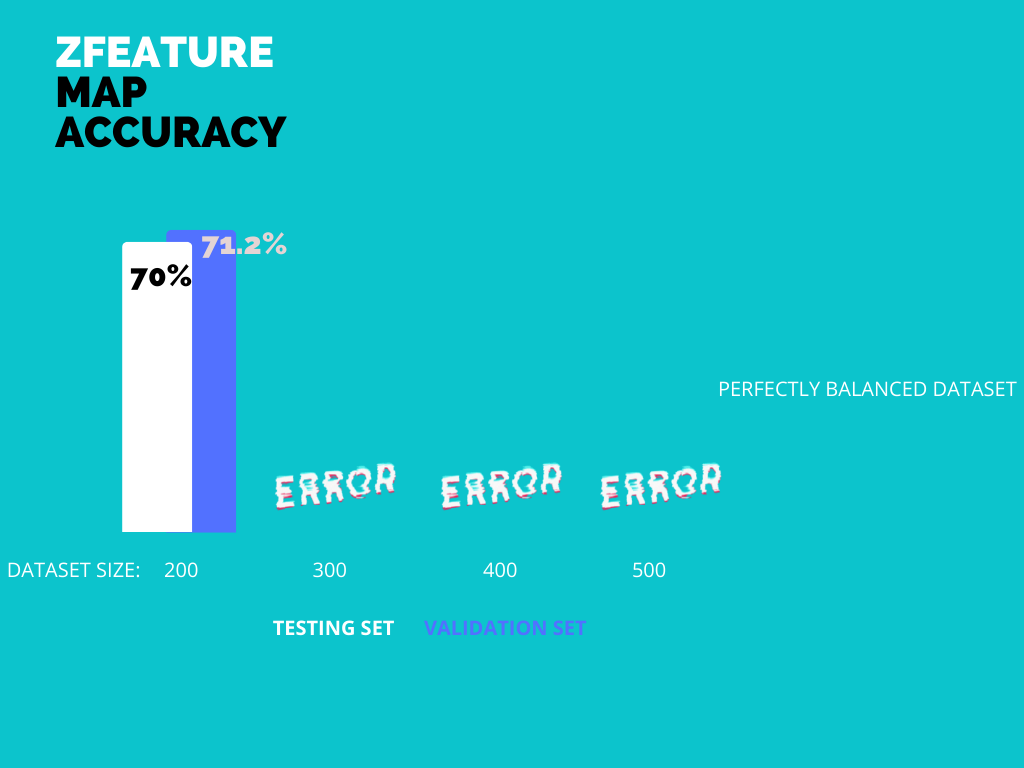 ZFEATURE
MAP
ACCURACY
71.2%
70%
PERFECTLY BALANCED DATASET
ERROR ERROR ERROR
DATASET SIZE: 200 300 400 500
TESTING SET VALIDATION SET